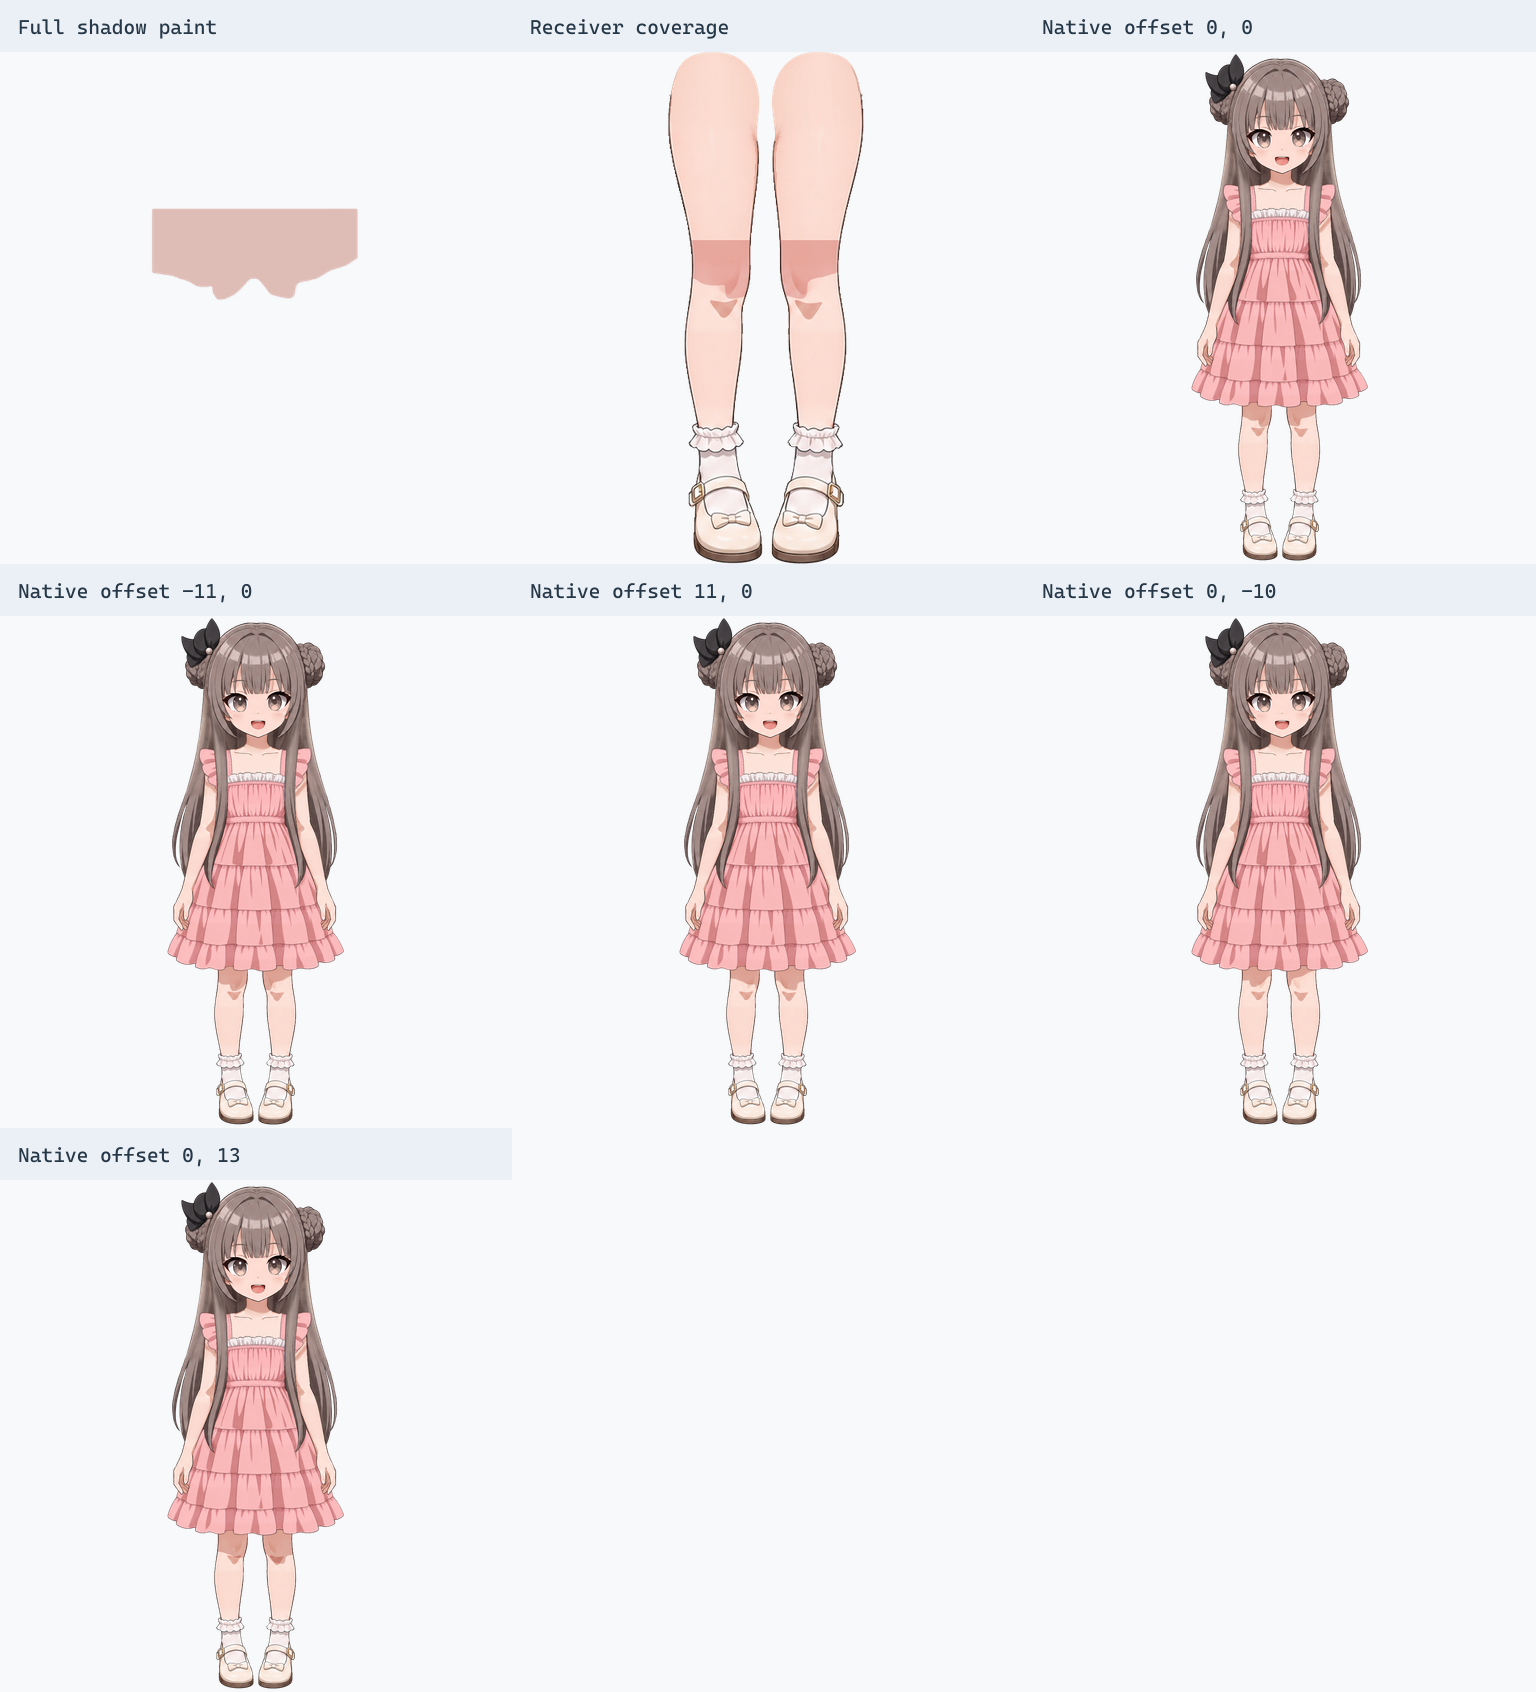 Full shadow paint
Receiver coverage
Native offset 0, 0
Native offset −11, 0
Native offset 11, 0
Native offset 0, −10
Native offset 0, 13